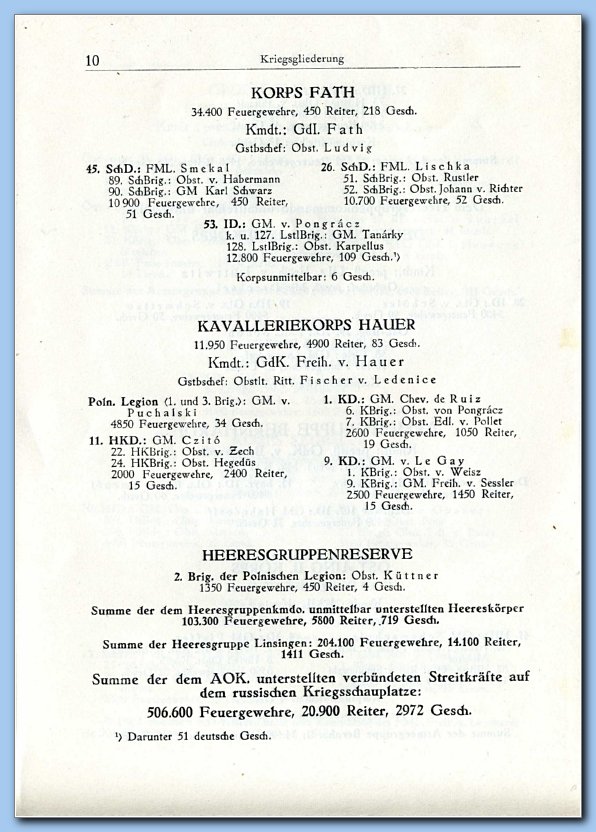 10
Kriegsgliederung
KORPS FATH
34.400 Feuergewehre, 450 Reiter, 218 Gesch.
Kmdt.: GdI. Fath
Gstbschef: Obst. Ludvig
45. SchD.: FML. Smekal
89. SchBrig.: Obst. v. Habermann
90. SchBrig.: GM Karl Schwarz
10 900 Feuergewehre, 450 Reiter,
51 Gesch.
26. SchD.: FML. Lischka
51. SchBrig.: Obst. Rustler
52. SchBrig.: Obst. Johann v. Richter
10.700 Feuergewehre, 52 Gesch.
53. ID.: GM. v. Pongrácz
k. u. 127. LstIBrig.: GM. Tanárky
128. LstIBrig.: Obst. Karpellus
12.800 Feuergewehre, 109 Gesch.¹)
Korpsunmittelbar: 6 Gesch.
KAVALLERIEKORPS HAUER
11.950 Feuergewehre, 4900 Reiter, 83 Gesch.
Kmdt.: GdK. Freih. v. Hauer
Gstbschef: Obstlt. Ritt. Fischer v. Ledenice
Poln. Legion (1. und 3. Brig.): GM. v.
Puchalski
4850 Feuergewehre, 34 Gesch.
11. HKD.: GM. Czitó
22. HKBrig.: Obst. v. Zech
24. HKBrig.: Obst. Hegedűs
2000 Feuergewehre, 2400 Reiter,
15 Gesch.
1. KD.: GM. Chev. de Ruiz
6. KBrig.: Obst. von Pongrácz
7. KBrig.: Obst. Edl. v. Pollet
2600 Feuergewehre, 1050 Reiter,
19 Gesch.
9. KD.: GM. v. Le Gay
1. KBrig.: Obst. v. Weisz
9. KBrig.: GM. Freih. v. Sessler
2500 Feuergewehre, 1450 Reiter,
15 Gesch.
HEERESGRUPPENRESERVE
2. Brig. der Polnischen Legion: Obst. Küttner
1350 Feuergewehre, 450 Reiter, 4 Gesch.
Summe der dem Heeresgruppenkmdo. unmittelbar unterstellten Heereskörper
103.300 Feuergewehre, 5800 Reiter, 719 Gesch.
Summe der Heeresgruppe Linsingen: 204.100 Feuergewehre, 14.100 Reiter,
1411 Gesch.
Summe der dem AOK. unterstellten verbündeten Streitkräfte auf
dem russischen Kriegsschauplatze:
506.600 Feuergewehre, 20.900 Reiter, 2972 Gesch.
¹) Darunter 51 deutsche Gesch.